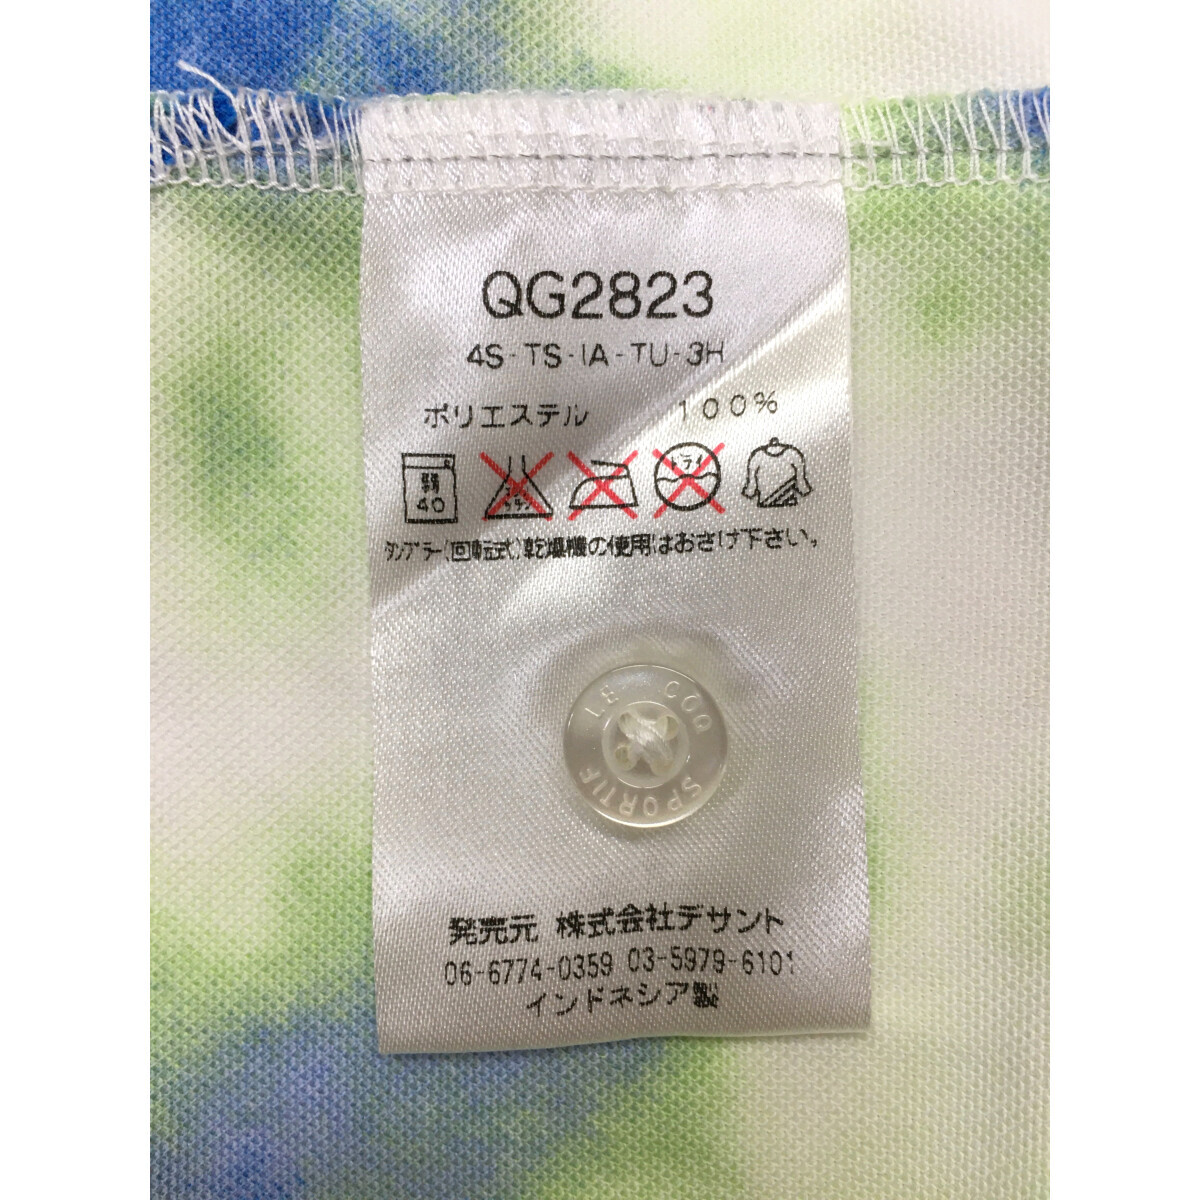 QG2823
4S-TS-IA-TU-3H
ポリエステル 100%
弱
40
ドライ
タンブラー(回転式)乾燥機の使用はおさけ下さい。
LE COQ SPORTIF
発売元 株式会社デサント
06-6774-0359 03-5979-6101
インドネシア製